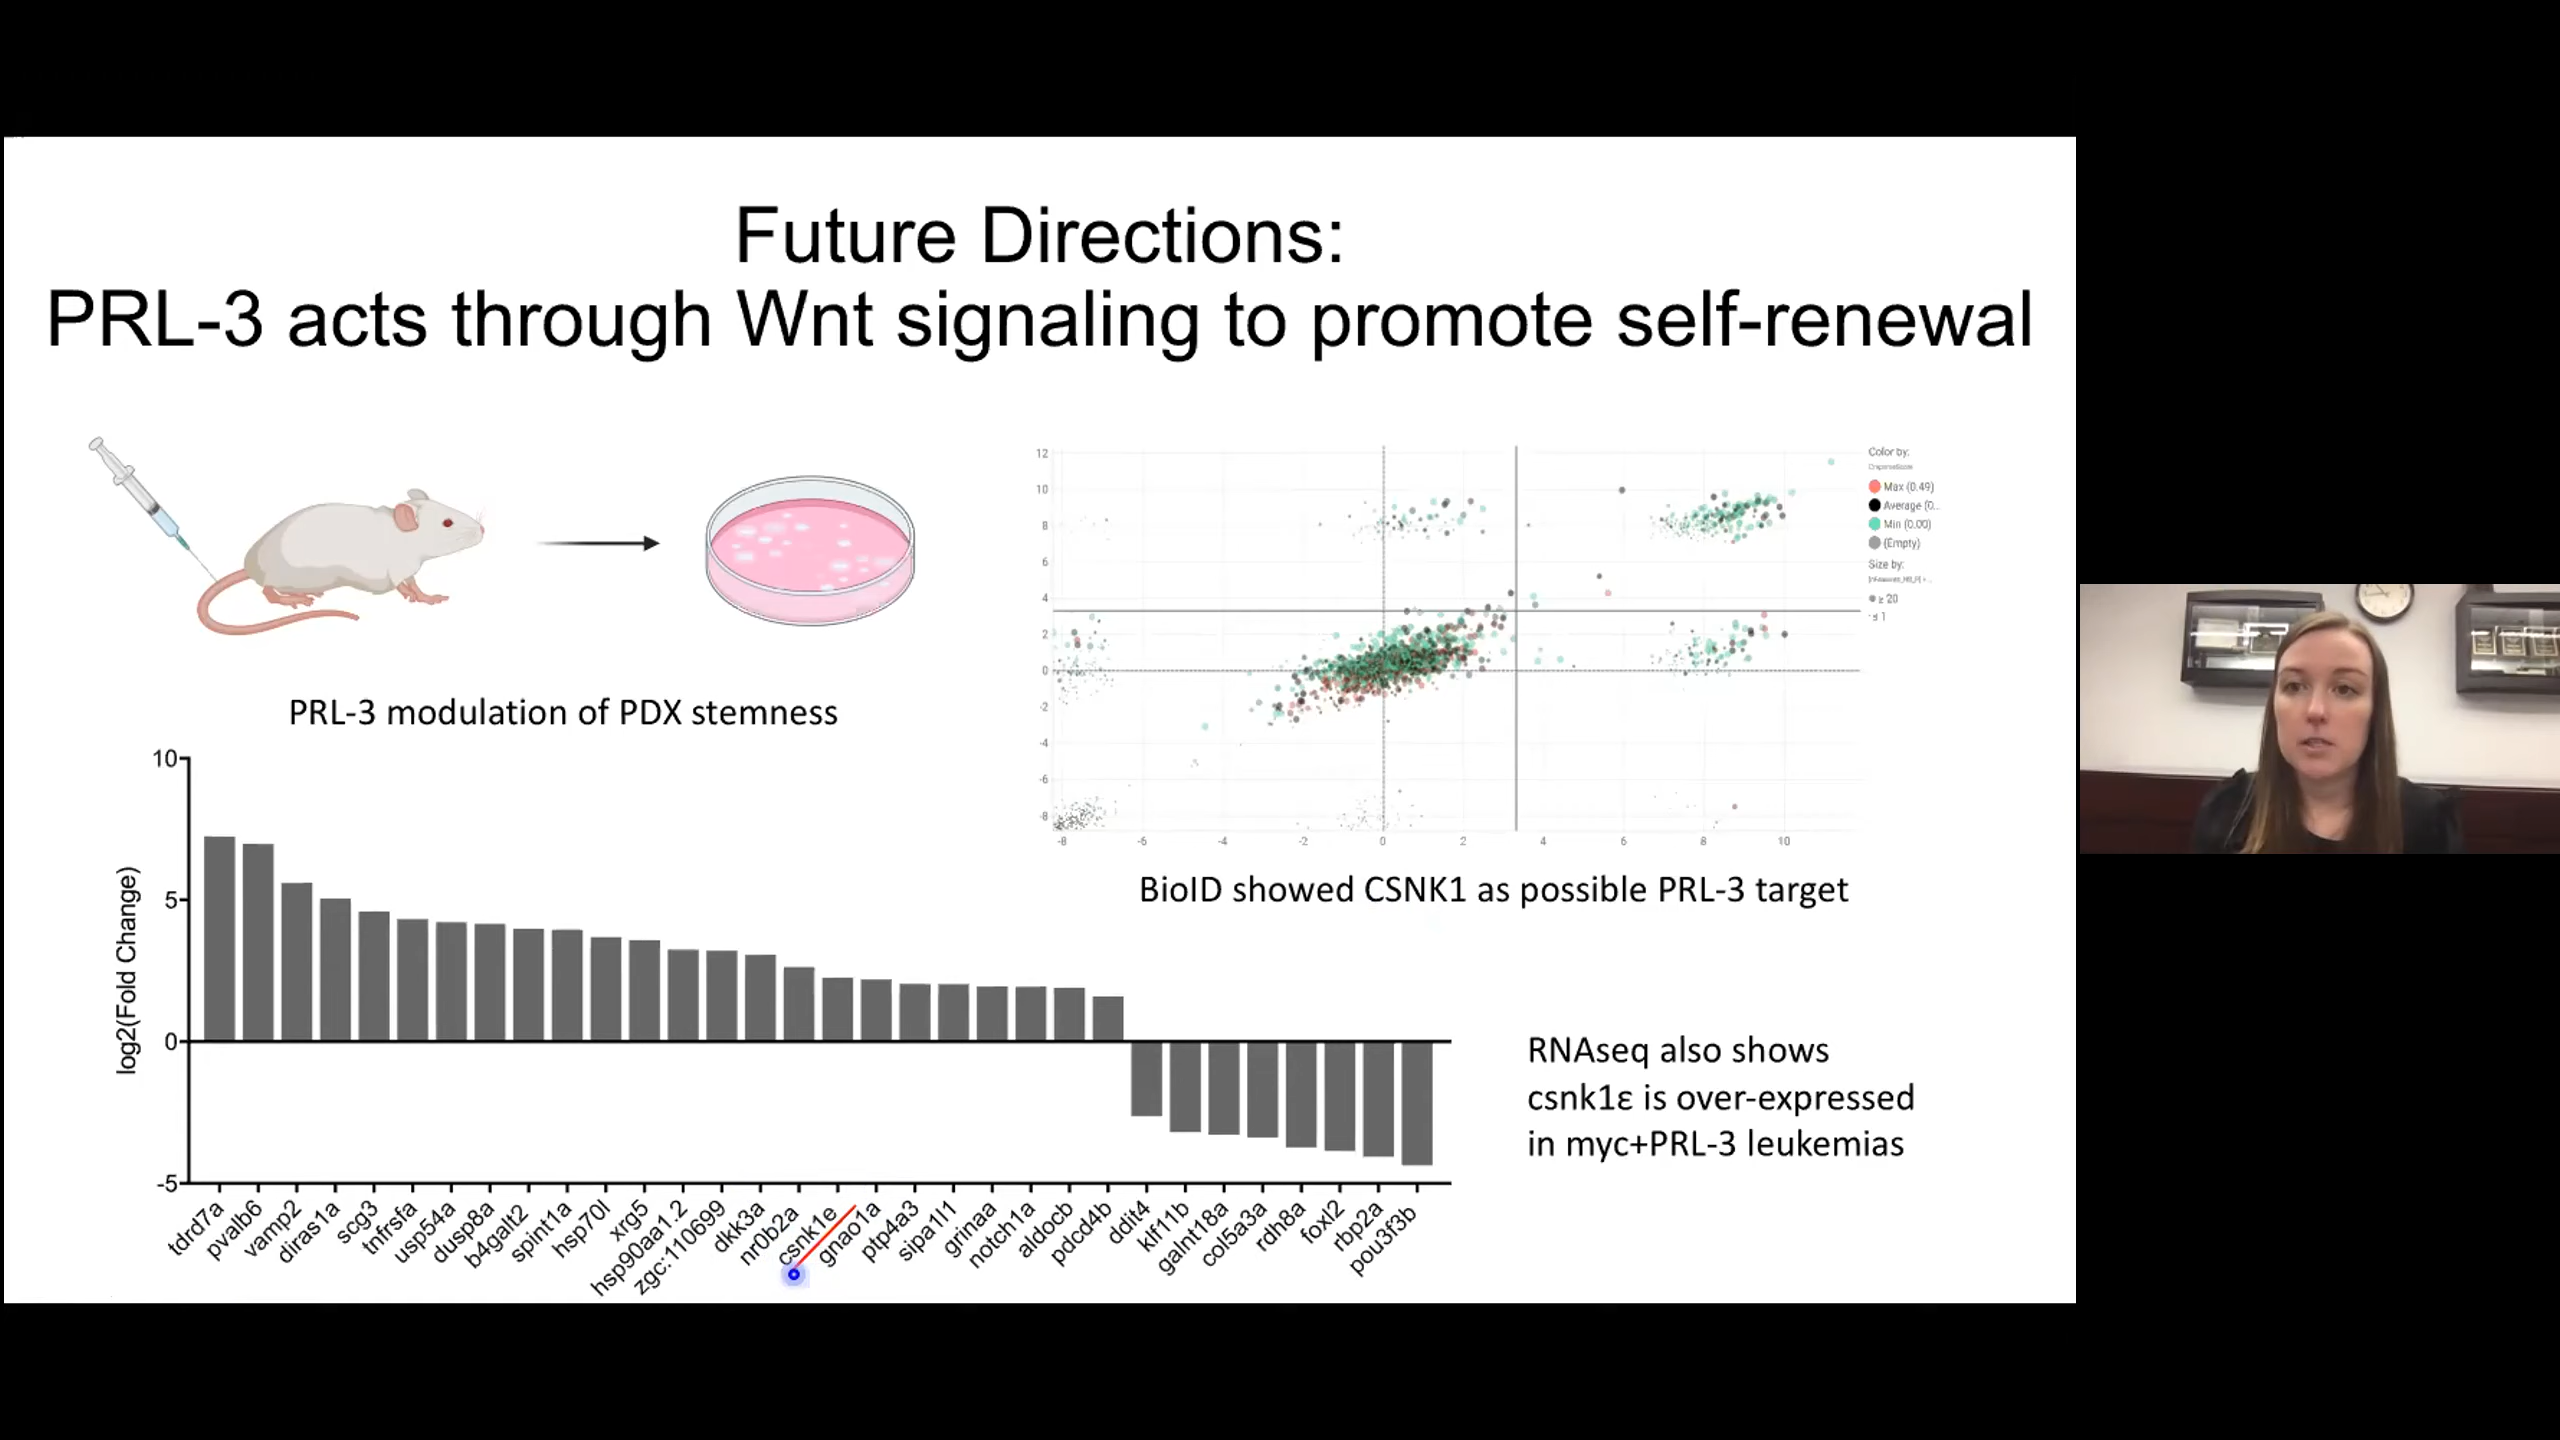 Future Directions:
PRL-3 acts through Wnt signaling to promote self-renewal
PRL-3 modulation of PDX stemness
12
10
8
6
4
2
0
-2
-4
-6
-8
-8
-6
-4
-2
0
2
4
6
8
10
Color by:
Max (0.49)
Average (0...
Min (0.00)
(Empty)
Size by:
≥ 20
≤ 1
BioID showed CSNK1 as possible PRL-3 target
log2(Fold Change)
10
5
0
-5
tdrd7a
pvalb6
vamp2
diras1a
scg3
tnfrsfa
usp54a
dusp8a
b4galt2
spint1a
hsp70l
xrg5
hsp90aa1.2
zgc:110699
dkk3a
nr0b2a
csnk1e
gnao1a
ptp4a3
sipa1l1
grinaa
notch1a
aldocb
pdcd4b
ddit4
klf11b
galnt18a
col5a3a
rdh8a
foxl2
rbp2a
pou3f3b
RNAseq also shows
csnk1ε is over-expressed
in myc+PRL-3 leukemias